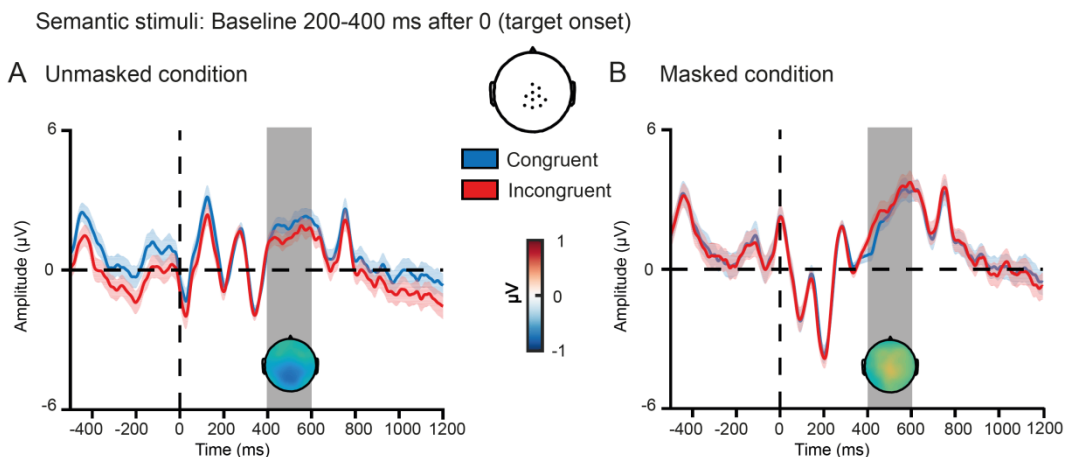 Semantic stimuli: Baseline 200-400 ms after 0 (target onset)
A Unmasked condition
B Masked condition
Congruent
Incongruent
6
0
-6
Amplitude (µV)
-400 -200 0 200 400 600 800 1000 1200
Time (ms)
1
0
-1
µV
6
0
-6
Amplitude (µV)
-400 -200 0 200 400 600 800 1000 1200
Time (ms)